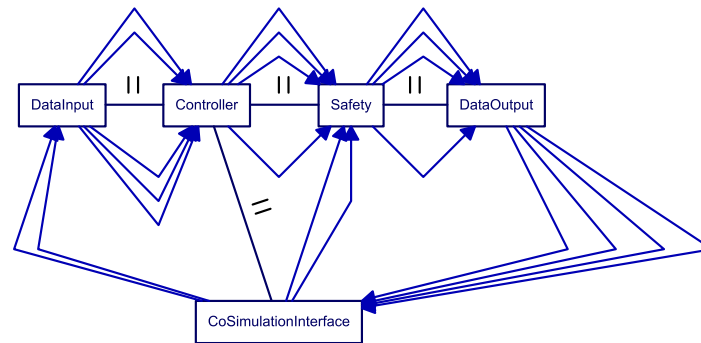 DataInput
||
Controller
||
Safety
||
DataOutput
||
CoSimulationInterface